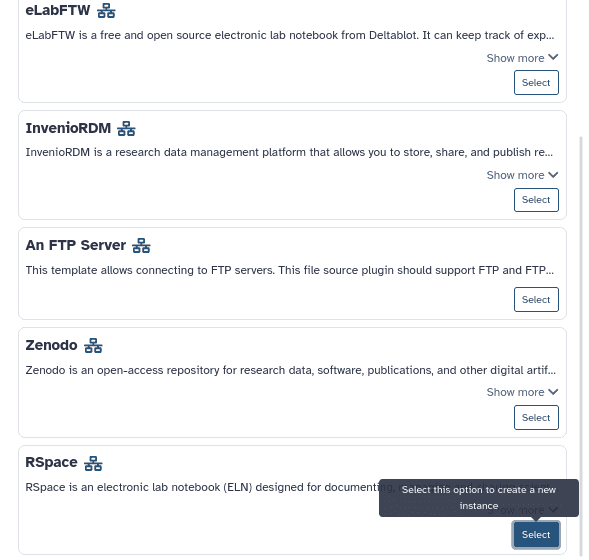 eLabFTW
eLabFTW is a free and open source electronic lab notebook from Deltablot. It can keep track of exp...
Show more
Select
InvenioRDM
InvenioRDM is a research data management platform that allows you to store, share, and publish re...
Show more
Select
An FTP Server
This template allows connecting to FTP servers. This file source plugin should support FTP and FTP...
Select
Zenodo
Zenodo is an open-access repository for research data, software, publications, and other digital artif...
Show more
Select
RSpace
RSpace is an electronic lab notebook (ELN) designed for documenting,
Select this option to create a new
instance
Select